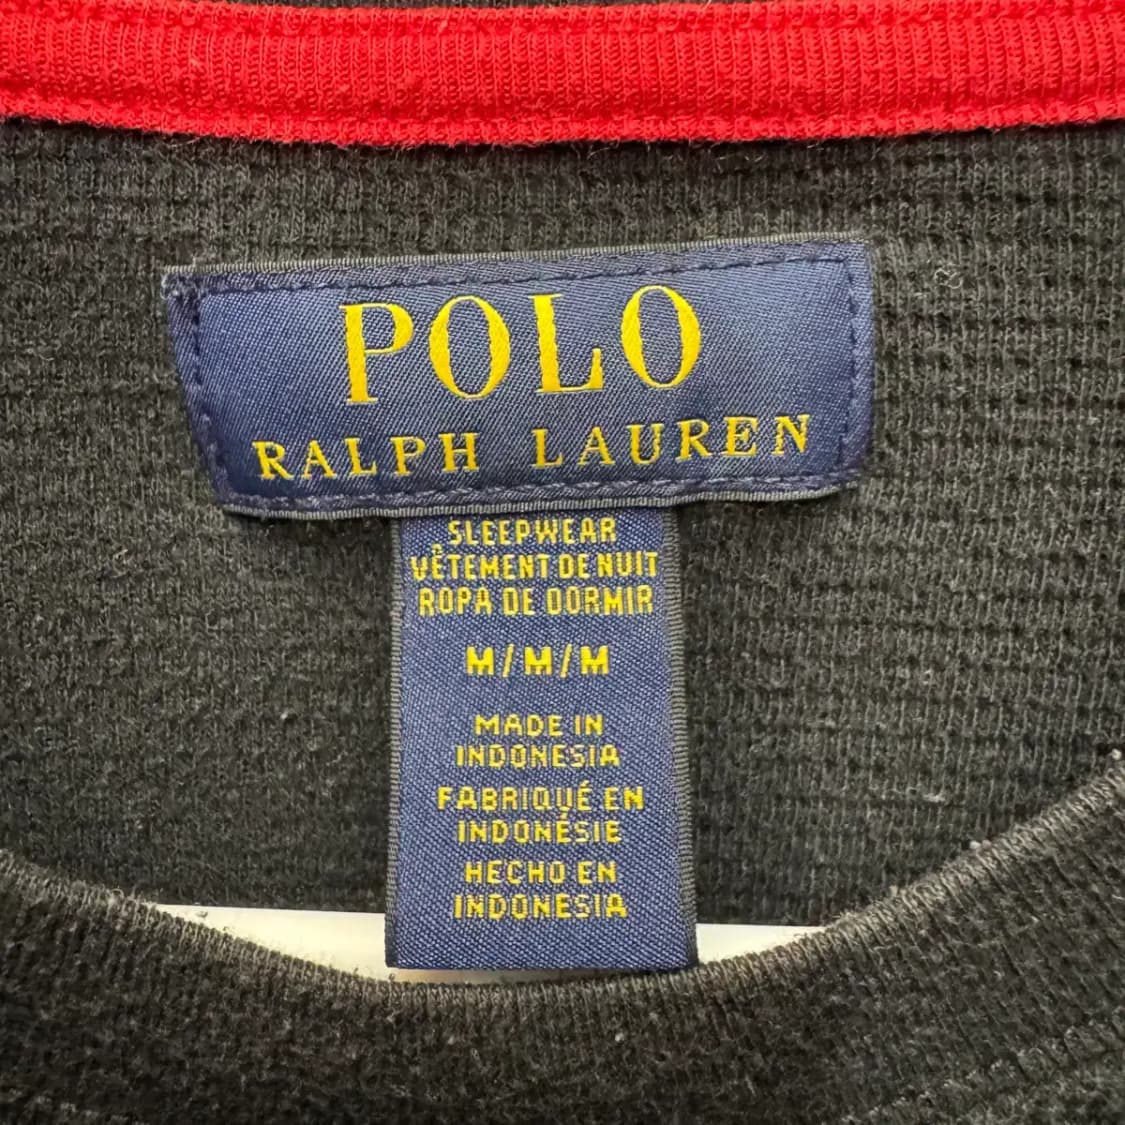 POLO
RALPH LAUREN
SLEEPWEAR
VÊTEMENT DE NUIT
ROPA DE DORMIR
M/M/M
MADE IN
INDONESIA
FABRIQUÉ EN
INDONÉSIE
HECHO EN
INDONESIA